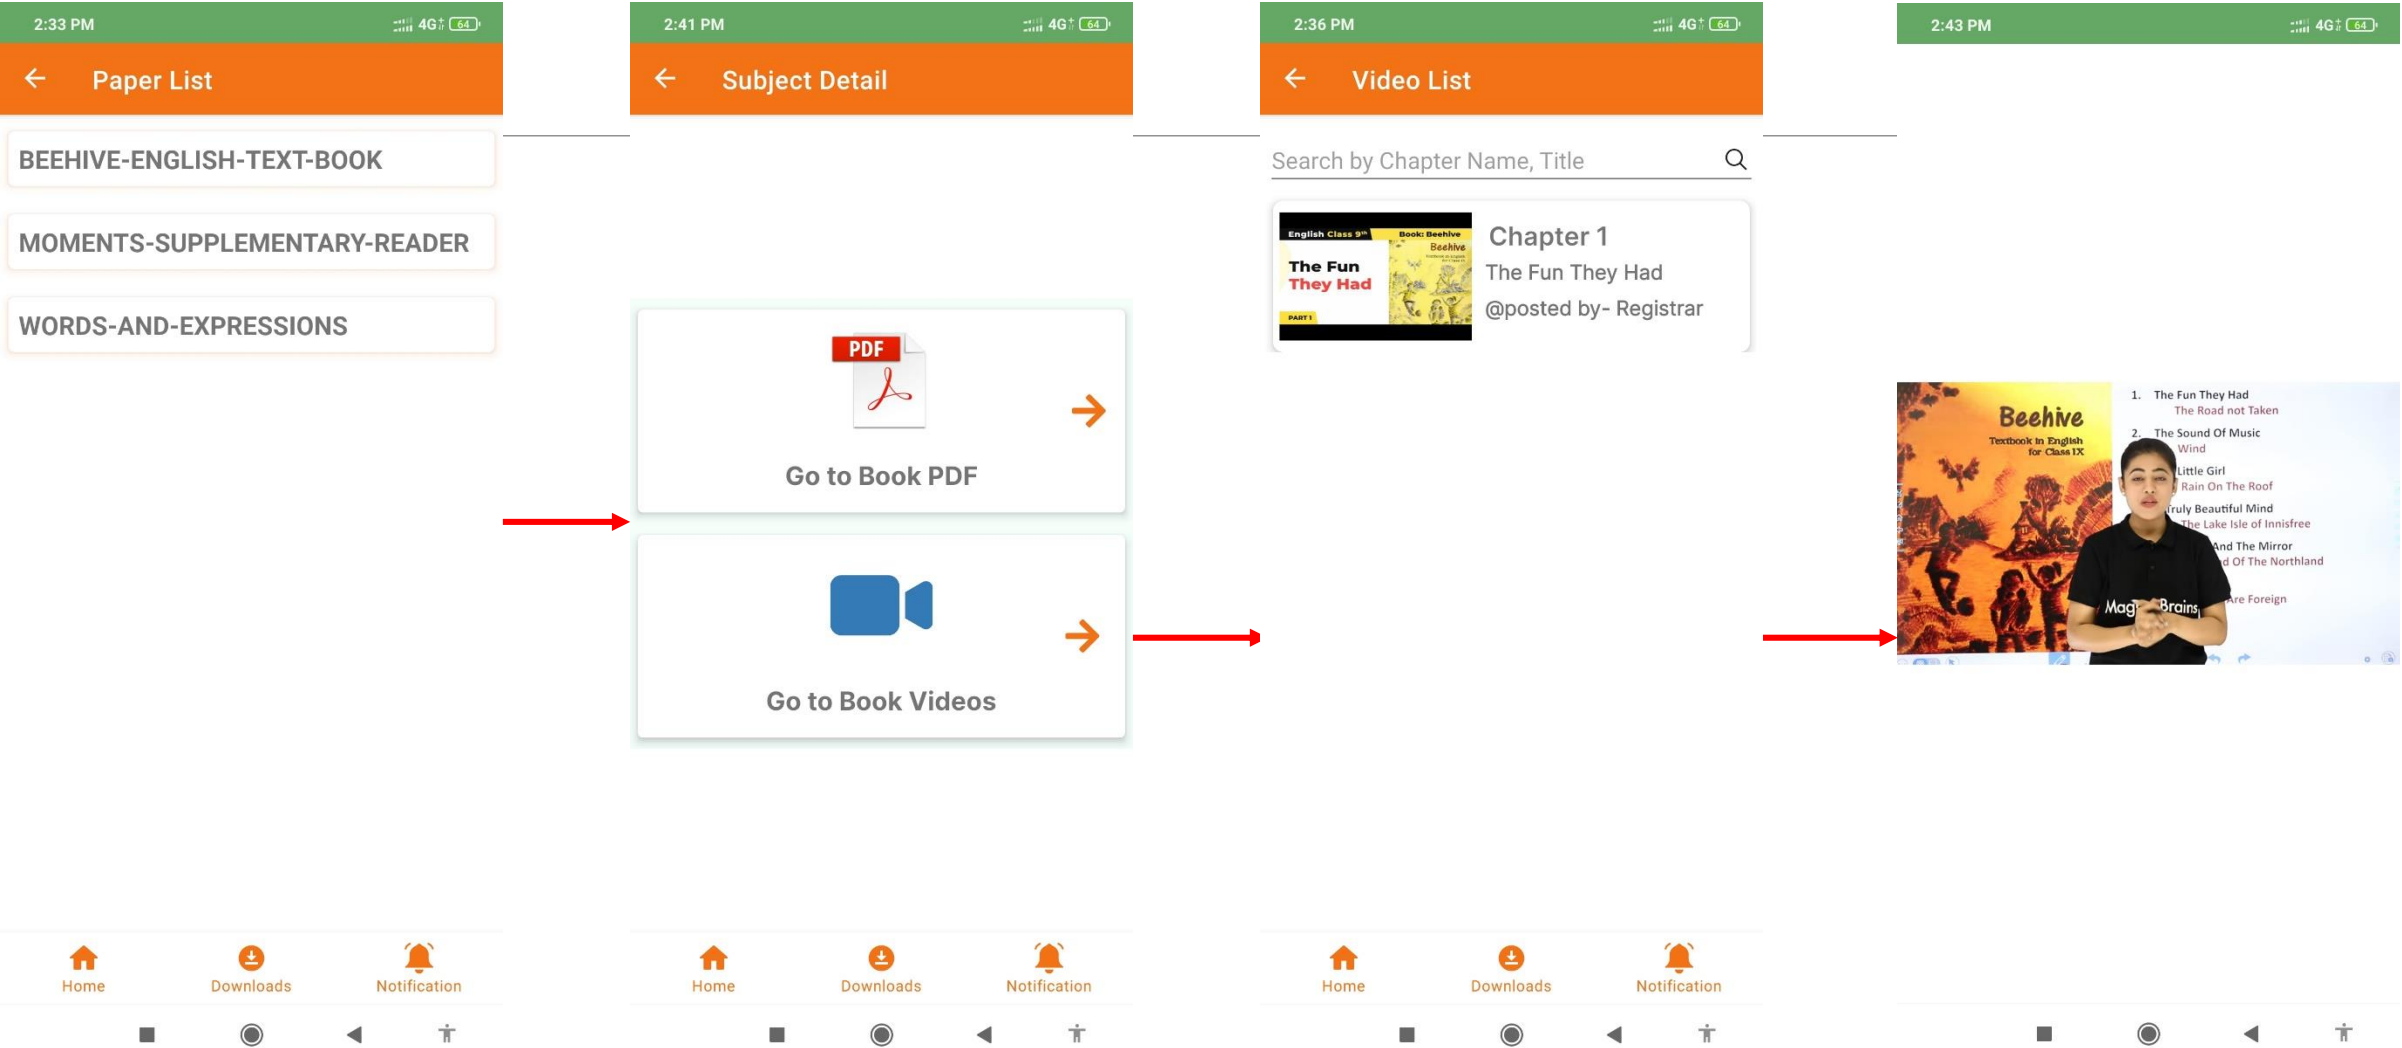 2:33 PM
4G+ 64
Paper List
BEEHIVE-ENGLISH-TEXT-BOOK
MOMENTS-SUPPLEMENTARY-READER
WORDS-AND-EXPRESSIONS
Home Downloads Notification
2:41 PM
4G+ 64
Subject Detail
PDF
Go to Book PDF
Go to Book Videos
Home Downloads Notification
2:36 PM
4G+ 64
Video List
Search by Chapter Name, Title
English Class 9th Book: Beehive
Beehive
The Fun
They Had
PART 1
Chapter 1
The Fun They Had
@posted by- Registrar
Home Downloads Notification
2:43 PM
4G+ 64
Beehive
Textbook in English
for Class IX
1. The Fun They Had
The Road not Taken
2. The Sound Of Music
Wind
Little Girl
Rain On The Roof
Truly Beautiful Mind
The Lake Isle of Innisfree
And The Mirror
d Of The Northland
Are Foreign
Mag Brains